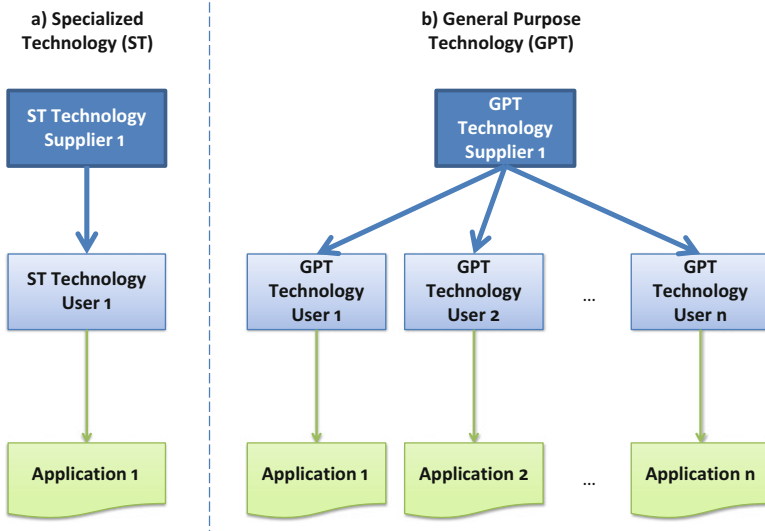 a) Specialized
Technology (ST)
b) General Purpose
Technology (GPT)
ST Technology
Supplier 1
GPT
Technology
Supplier 1
ST Technology
User 1
GPT
Technology
User 1
GPT
Technology
User 2
...
GPT
Technology
User n
Application 1
Application 1
Application 2
...
Application n